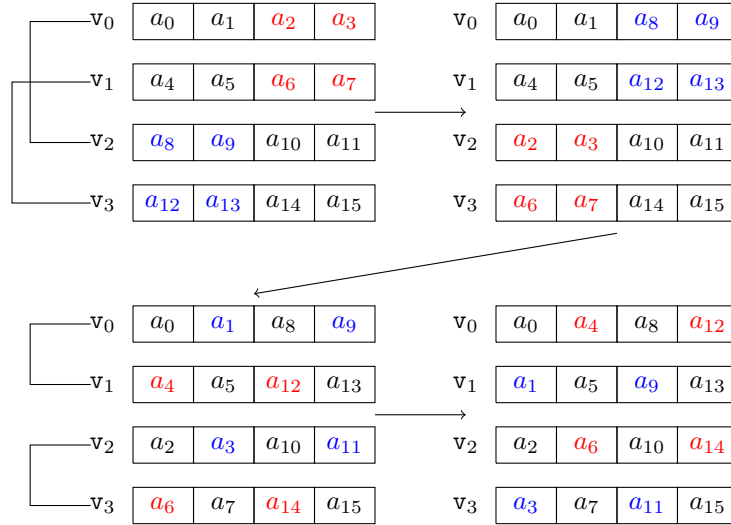 v₀ a₀ a₁ a₂ a₃ v₀ a₀ a₁ a₈ a₉
v₁ a₄ a₅ a₆ a₇ v₁ a₄ a₅ a₁₂ a₁₃
v₂ a₈ a₉ a₁₀ a₁₁ v₂ a₂ a₃ a₁₀ a₁₁
v₃ a₁₂ a₁₃ a₁₄ a₁₅ v₃ a₆ a₇ a₁₄ a₁₅
v₀ a₀ a₁ a₈ a₉ v₀ a₀ a₄ a₈ a₁₂
v₁ a₄ a₅ a₁₂ a₁₃ v₁ a₁ a₅ a₉ a₁₃
v₂ a₂ a₃ a₁₀ a₁₁ v₂ a₂ a₆ a₁₀ a₁₄
v₃ a₆ a₇ a₁₄ a₁₅ v₃ a₃ a₇ a₁₁ a₁₅